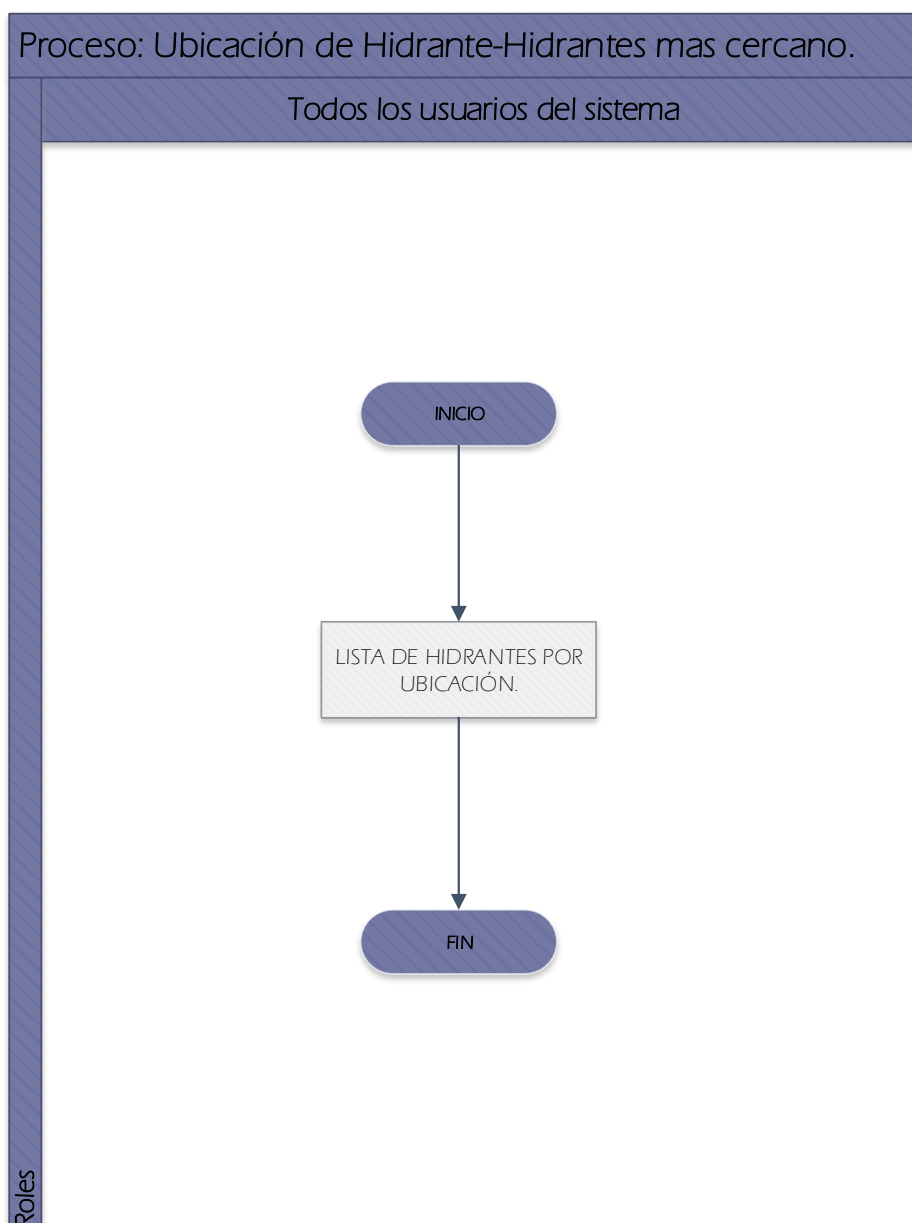 Proceso: Ubicación de Hidrante-Hidrantes mas cercano.
Todos los usuarios del sistema
INICIO
LISTA DE HIDRANTES POR
UBICACIÓN.
FIN
Roles